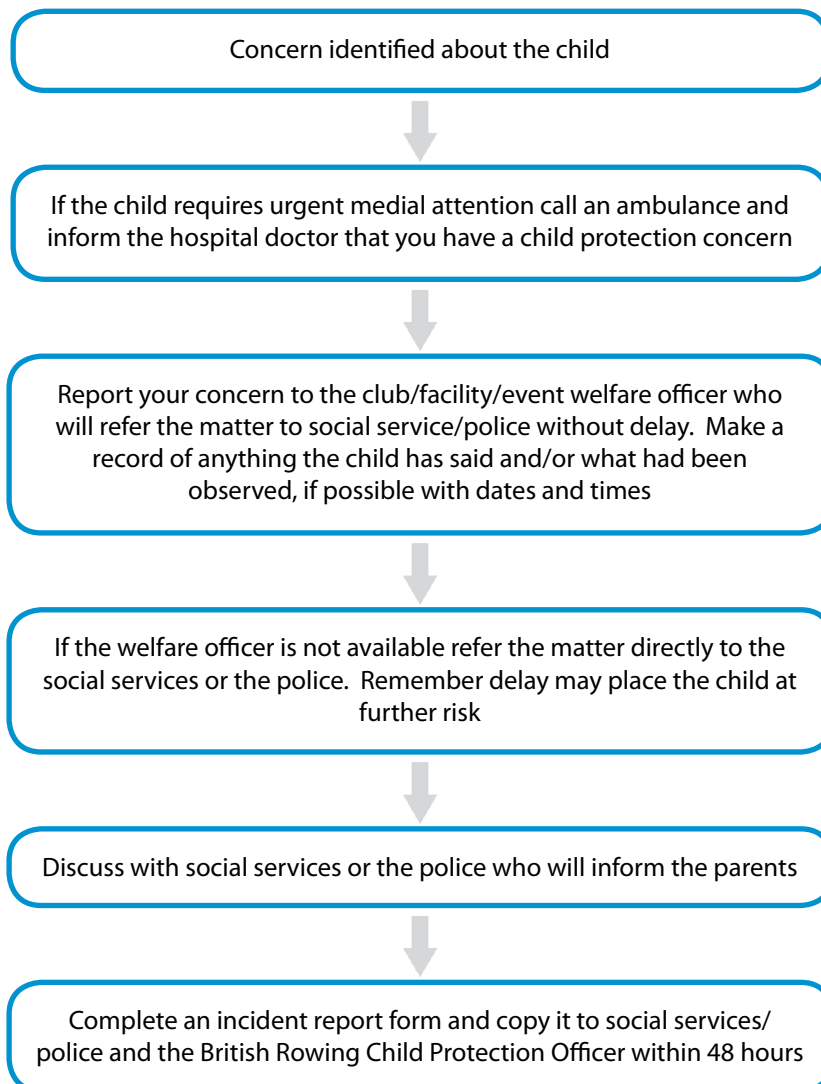 Concern identified about the child
If the child requires urgent medial attention call an ambulance and
inform the hospital doctor that you have a child protection concern
Report your concern to the club/facility/event welfare officer who
will refer the matter to social service/police without delay.  Make a
record of anything the child has said and/or what had been
observed, if possible with dates and times
If the welfare officer is not available refer the matter directly to the
social services or the police.  Remember delay may place the child at
further risk
Discuss with social services or the police who will inform the parents
Complete an incident report form and copy it to social services/
police and the British Rowing Child Protection Officer within 48 hours